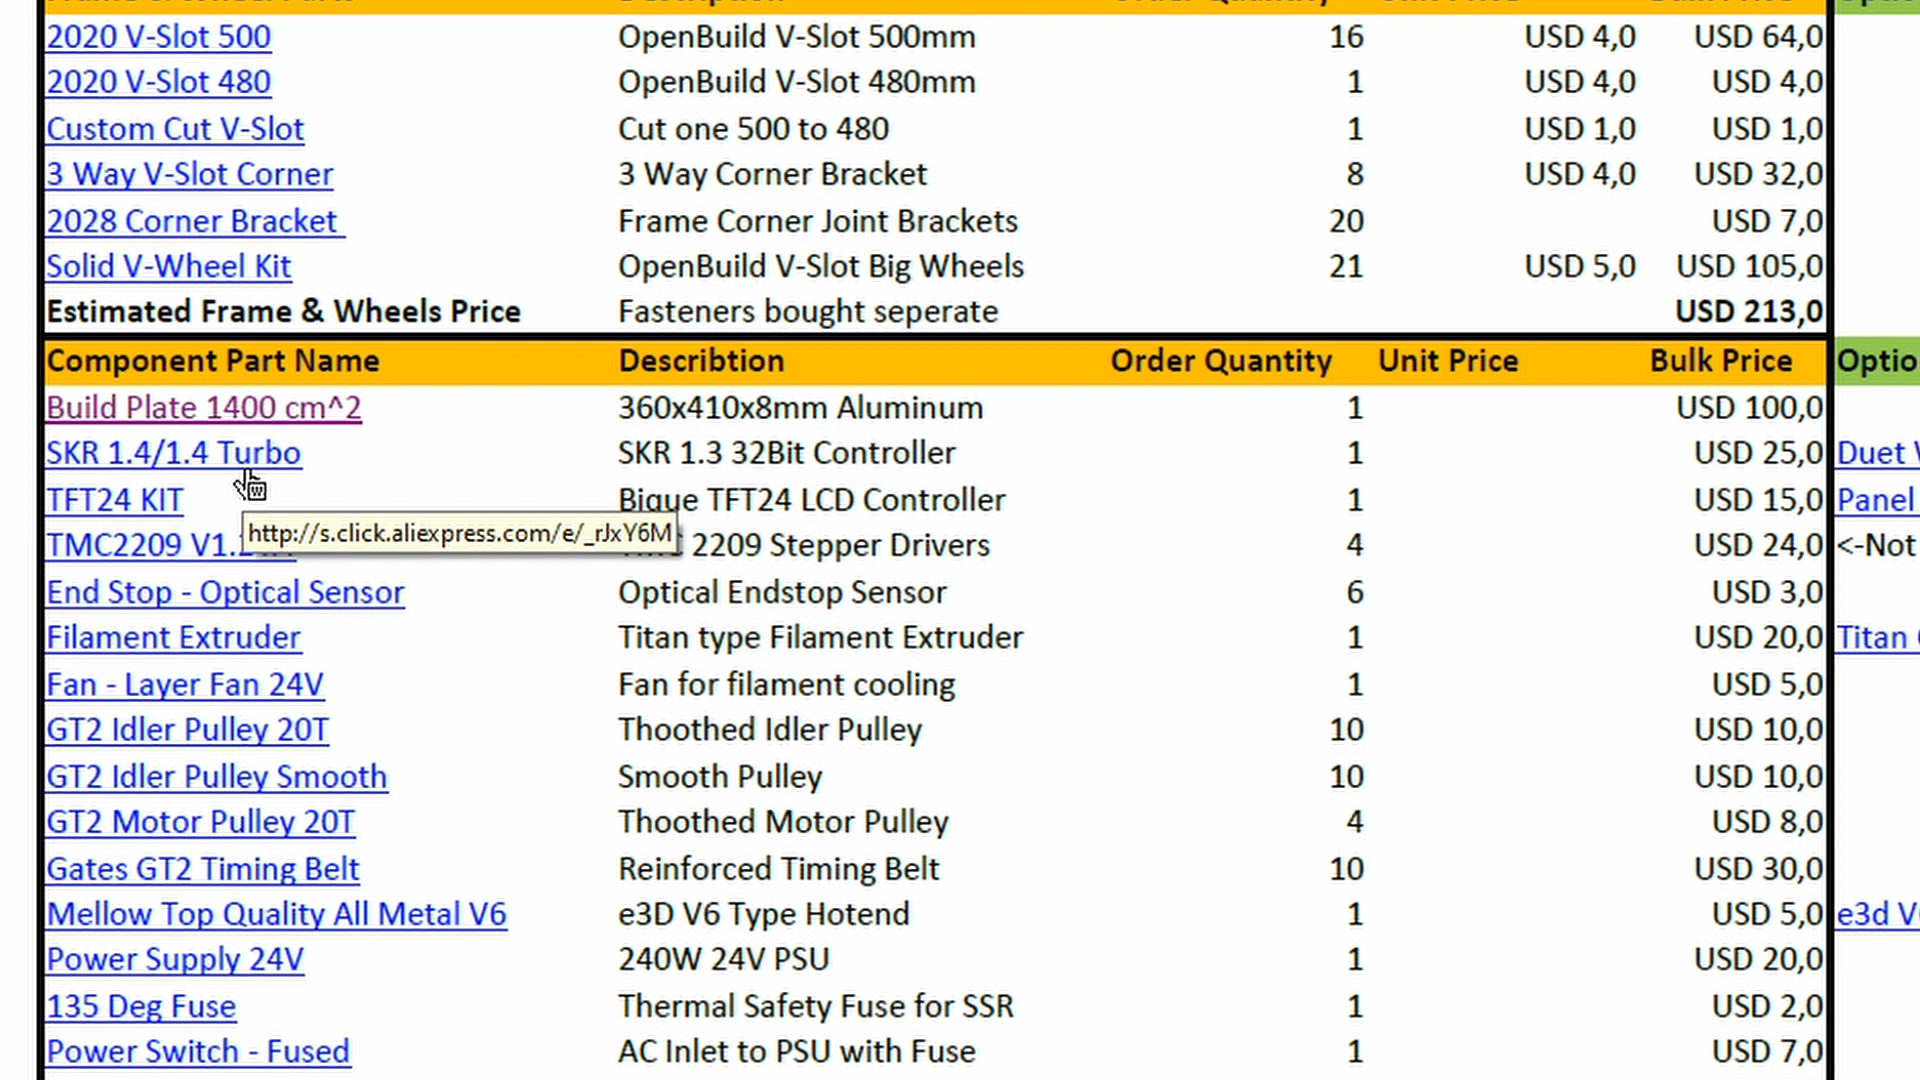 2020 V-Slot 500 OpenBuild V-Slot 500mm 16 USD 4,0 USD 64,0
2020 V-Slot 480 OpenBuild V-Slot 480mm 1 USD 4,0 USD 4,0
Custom Cut V-Slot Cut one 500 to 480 1 USD 1,0 USD 1,0
3 Way V-Slot Corner 3 Way Corner Bracket 8 USD 4,0 USD 32,0
2028 Corner Bracket Frame Corner Joint Brackets 20 USD 7,0
Solid V-Wheel Kit OpenBuild V-Slot Big Wheels 21 USD 5,0 USD 105,0
Estimated Frame & Wheels Price Fasteners bought seperate USD 213,0
Component Part Name Describtion Order Quantity Unit Price Bulk Price Optio
Build Plate 1400 cm^2 360x410x8mm Aluminum 1 USD 100,0
SKR 1.4/1.4 Turbo SKR 1.3 32Bit Controller 1 USD 25,0 Duet
TFT24 KIT Bique TFT24 LCD Controller 1 USD 15,0 Panel
http://s.click.aliexpress.com/e/_rJxY6M
TMC2209 2209 Stepper Drivers 4 USD 24,0 <-Not
End Stop - Optical Sensor Optical Endstop Sensor 6 USD 3,0
Filament Extruder Titan type Filament Extruder 1 USD 20,0 Titan
Fan - Layer Fan 24V Fan for filament cooling 1 USD 5,0
GT2 Idler Pulley 20T Thoothed Idler Pulley 10 USD 10,0
GT2 Idler Pulley Smooth Smooth Pulley 10 USD 10,0
GT2 Motor Pulley 20T Thoothed Motor Pulley 4 USD 8,0
Gates GT2 Timing Belt Reinforced Timing Belt 10 USD 30,0
Mellow Top Quality All Metal V6 e3D V6 Type Hotend 1 USD 5,0 e3d
Power Supply 24V 240W 24V PSU 1 USD 20,0
135 Deg Fuse Thermal Safety Fuse for SSR 1 USD 2,0
Power Switch - Fused AC Inlet to PSU with Fuse 1 USD 7,0